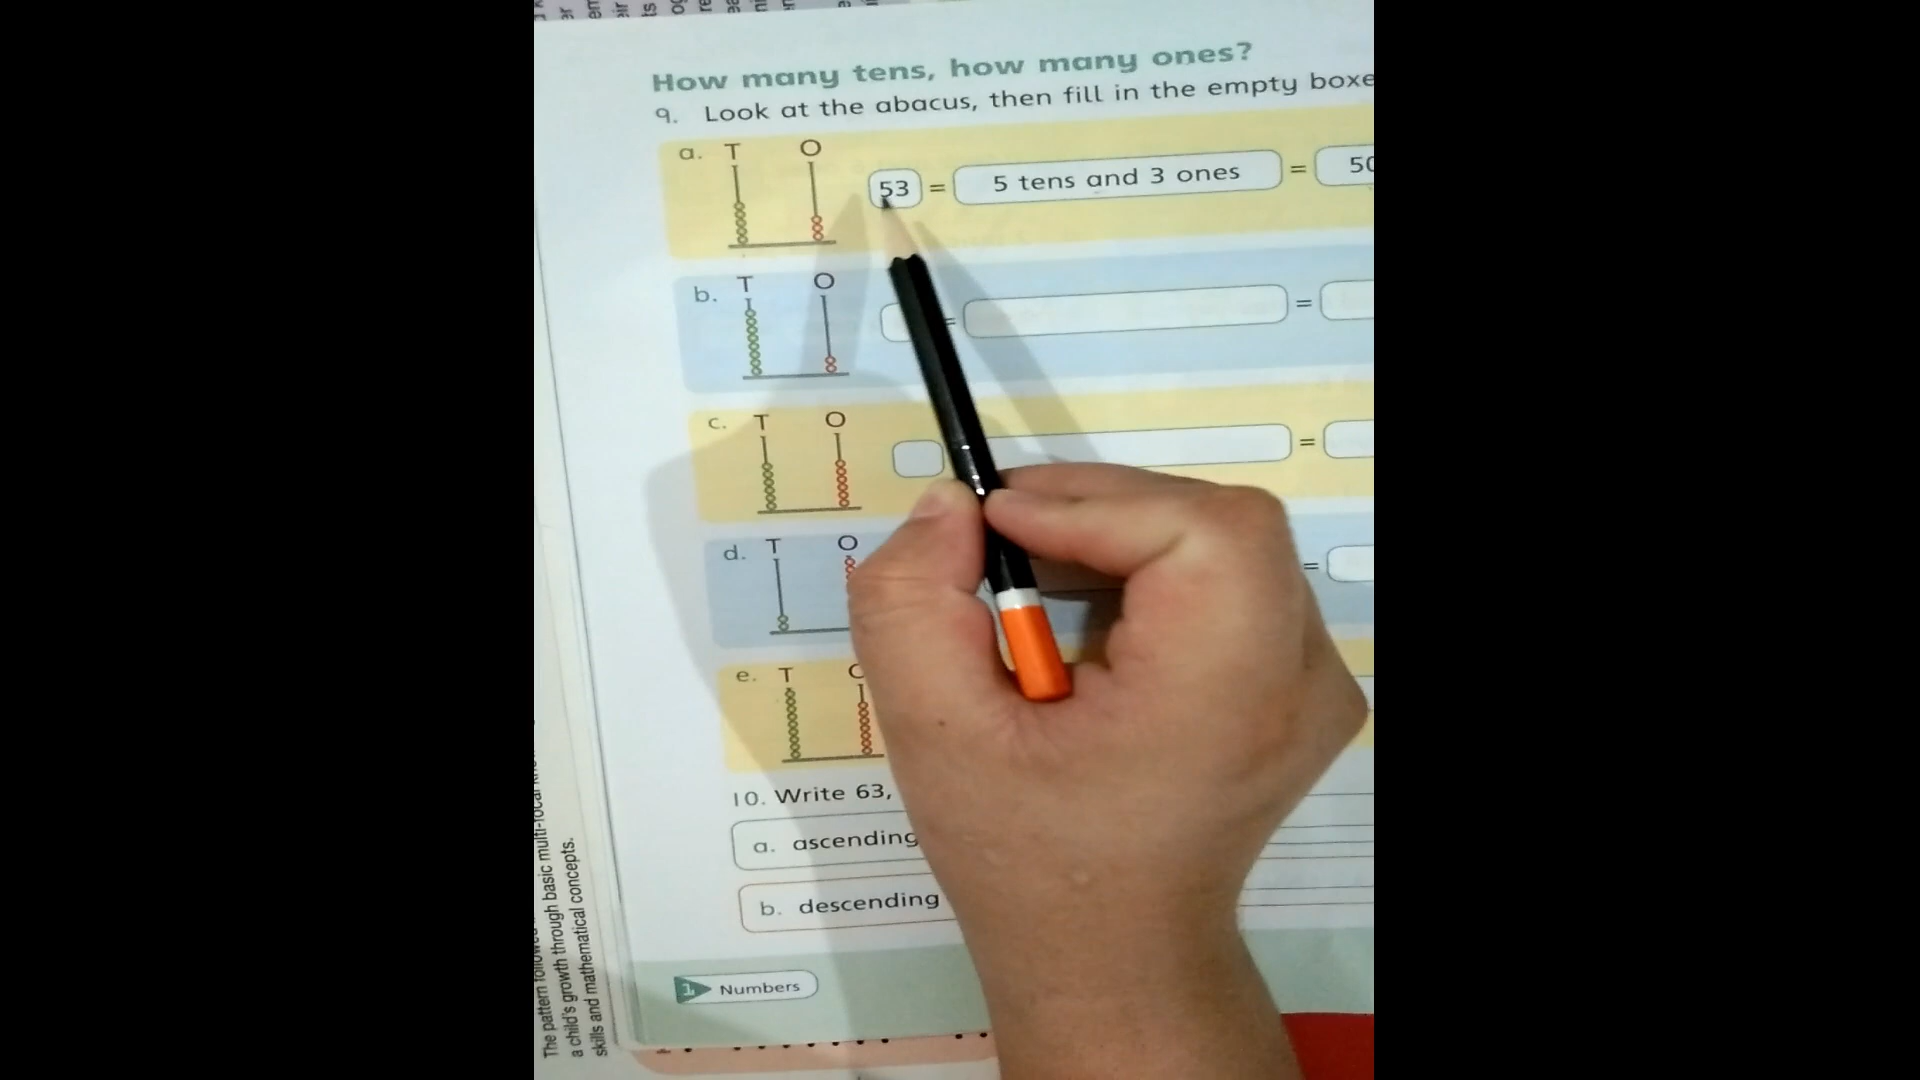 How many tens, how many ones?
9. Look at the abacus, then fill in the empty boxe
a. T O 53 = 5 tens and 3 ones = 50
b. T O = =
c. T O =
d. T O =
e. T
10. Write 63,
a. ascending
b. descending
1 Numbers
The pattern
a child's growth through basic multi-focal
skills and mathematical concepts.